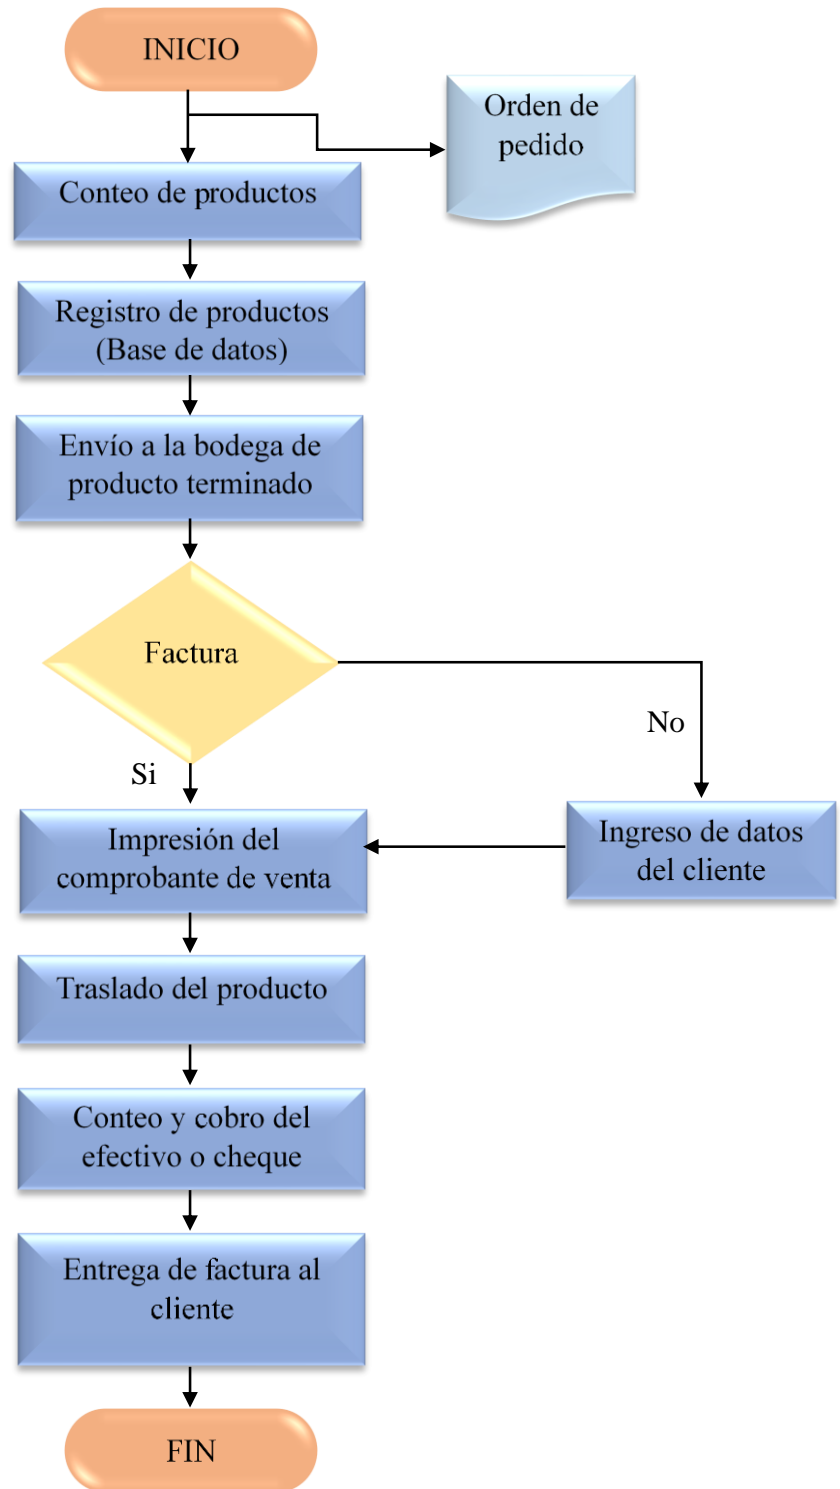 INICIO
Orden de
pedido
Conteo de productos
Registro de productos
(Base de datos)
Envío a la bodega de
producto terminado
Factura
No
Si
Impresión del
comprobante de venta
Ingreso de datos
del cliente
Traslado del producto
Conteo y cobro del
efectivo o cheque
Entrega de factura al
cliente
FIN